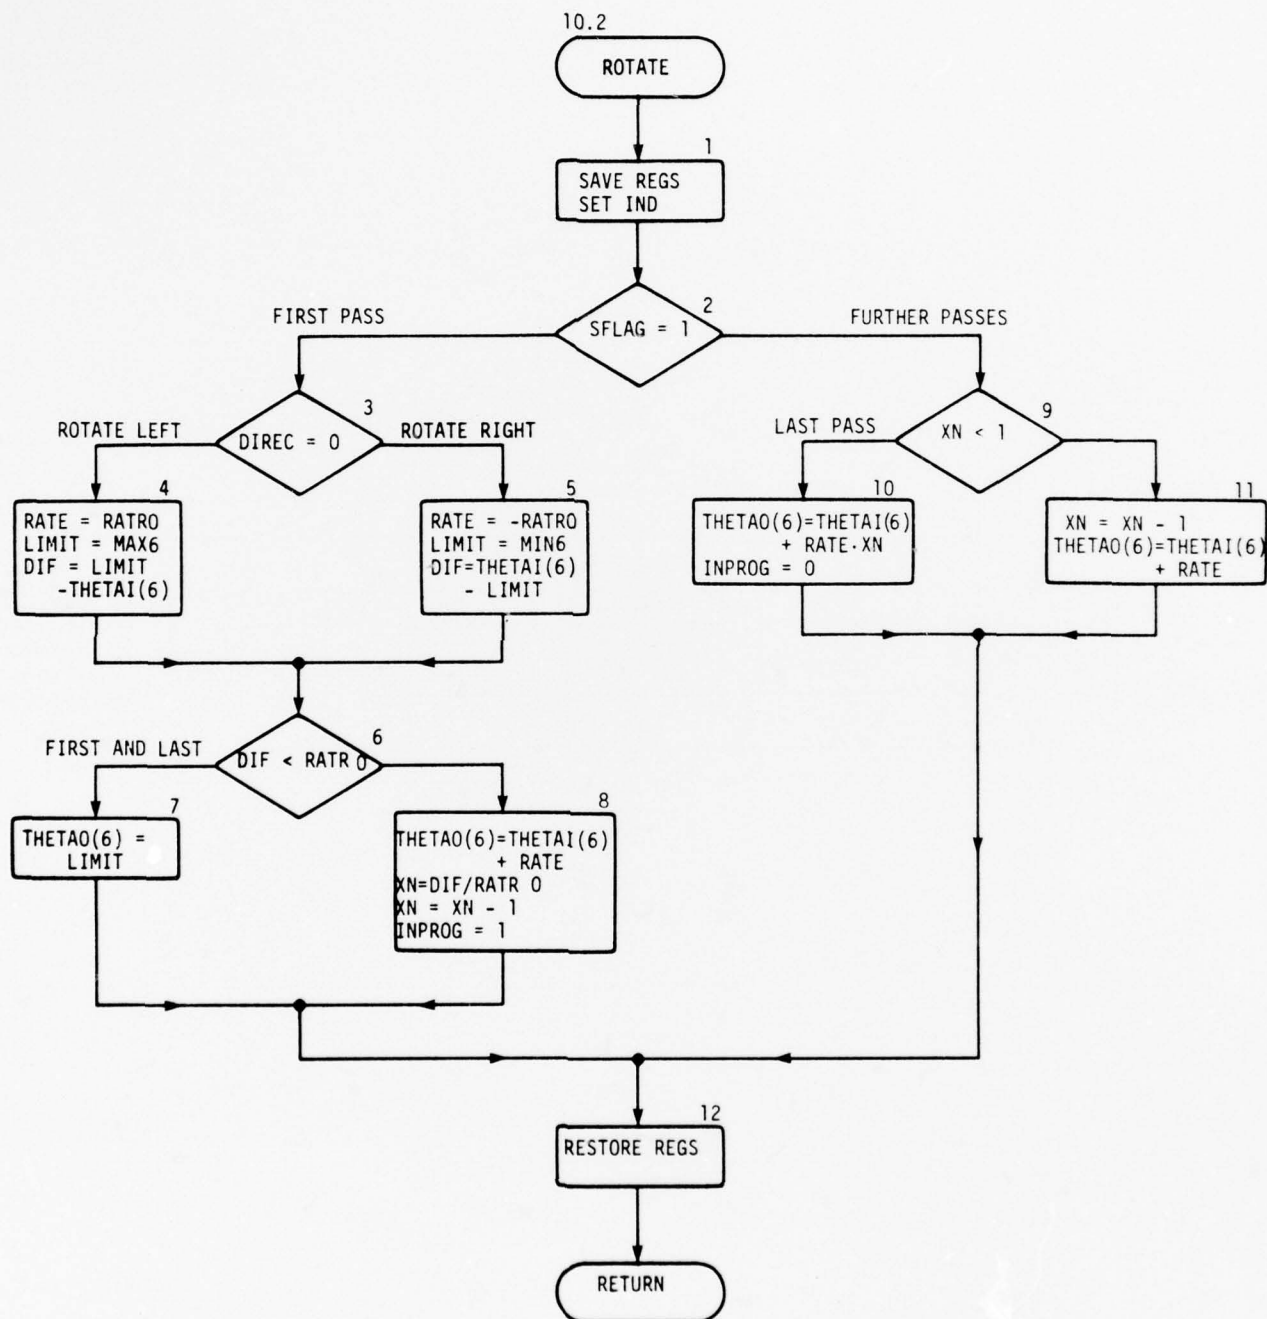 10.2
ROTATE
1
SAVE REGS
SET IND
2
SFLAG = 1
FIRST PASS
FURTHER PASSES
3
DIREC = 0
ROTATE LEFT
ROTATE RIGHT
9
XN < 1
LAST PASS
4
RATE = RATRO
LIMIT = MAX6
DIF = LIMIT
-THETAI(6)
5
RATE = -RATRO
LIMIT = MIN6
DIF=THETAI(6)
- LIMIT
10
THETAO(6)=THETAI(6)
+ RATE·XN
INPROG = 0
11
XN = XN - 1
THETAO(6)=THETAI(6)
+ RATE
6
DIF < RATR O
FIRST AND LAST
7
THETAO(6) =
LIMIT
8
THETAO(6)=THETAI(6)
+ RATE
XN=DIF/RATR O
XN = XN - 1
INPROG = 1
12
RESTORE REGS
RETURN